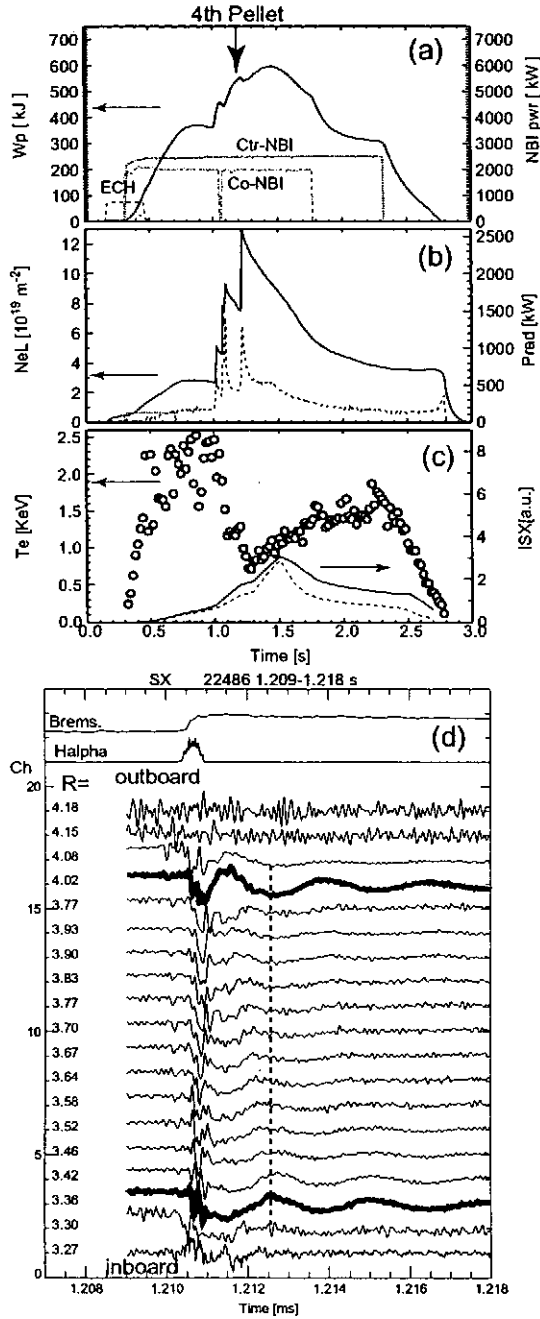 4th Pellet
(a)
Wp [ kJ ]
700
600
500
400
300
200
100
0
7000
6000
5000
4000
3000
2000
1000
0
NBI pwr [ kW ]
Ctr-NBI
ECH
Co-NBI
(b)
NeL [10¹⁹ m⁻²]
12
10
8
6
4
2
0
2500
2000
1500
1000
500
0
Prad [ kW ]
(c)
Te [KeV]
2.5
2.0
1.5
1.0
0.5
0.0
8
6
4
2
0
ISX[a.u.]
0.0 0.5 1.0 1.5 2.0 2.5 3.0
Time [s]
SX 22486 1.209-1.218 s
(d)
Brems.
Halpha
Ch
R=
outboard
20
15
10
5
0
4.18
4.15
4.08
4.02
3.77
3.93
3.90
3.83
3.77
3.70
3.67
3.64
3.58
3.52
3.46
3.42
3.36
3.30
3.27
inboard
1.208 1.210 1.212 1.214 1.216 1.218
Time [ms]